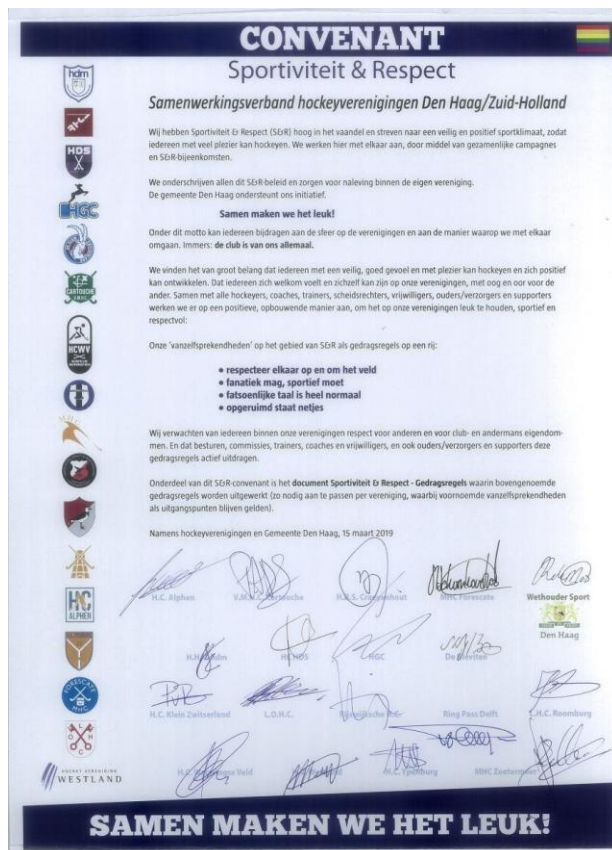 CONVENANT
Sportiviteit & Respect
Samenwerkingsverband hockeyverenigingen Den Haag/Zuid-Holland
Wij hebben Sportiviteit & Respect (S&R) hoog in het vaandel en streven naar een veilig en positief sportklimaat, zodat
iedereen met veel plezier kan hockeyen. We werken hier met elkaar aan, door middel van gezamenlijke campagnes
en S&R-bijeenkomsten.
We onderschrijven allen dit S&R-beleid en zorgen voor naleving binnen de eigen vereniging.
De gemeente Den Haag ondersteunt ons initiatief.
Samen maken we het leuk!
Onder dit motto kan iedereen bijdragen aan de sfeer op de verenigingen en aan de manier waarop we met elkaar
omgaan. Immers: de club is van ons allemaal.
We vinden het van groot belang dat iedereen met een veilig, goed gevoel en met plezier kan hockeyen en zich positief
kan ontwikkelen. Dat iedereen zich welkom voelt en zichzelf kan zijn op onze verenigingen, met oog en oor voor de
ander. Samen met alle hockeyers, coaches, trainers, scheidsrechters, vrijwilligers, ouders/verzorgers en supporters
werken we er op een positieve, opbouwende manier aan, om het op onze verenigingen leuk te houden, sportief en
respectvol:
Onze 'vanzelfsprekendheden' op het gebied van S&R als gedragsregels op een rij:
• respecteer elkaar op en om het veld
• fanatiek mag, sportief moet
• fatsoenlijke taal is heel normaal
• opgeruimd staat netjes
Wij verwachten van iedereen binnen onze verenigingen respect voor anderen en voor club- en andermans eigendom-
men. En dat besturen, commissies, trainers, coaches en vrijwilligers, en ook ouders/verzorgers en supporters deze
gedragsregels actief uitdragen.
Onderdeel van dit S&R-convenant is het document Sportiviteit & Respect - Gedragsregels waarin bovengenoemde
gedragsregels worden uitgewerkt (zo nodig aan te passen per vereniging, waarbij voornoemde vanzelfsprekendheden
als uitgangspunten blijven gelden).
Namens hockeyverenigingen en Gemeente Den Haag, 15 maart 2019
H.C. Alphen
MHC Forescate
Wethouder Sport
Den Haag
HGC
H.C. Klein Zwitserland
L.O.H.C.
Ring Pass Delft
L.H.C. Roomburg
H.C. Ypenburg
MHC Zoetermeer
hdm
HDS
HGC
CARTOUCHE
HCWV
HC
ALPHEN
FORESCATE
MHC
HOCKEY VERENIGING
WESTLAND
SAMEN MAKEN WE HET LEUK!